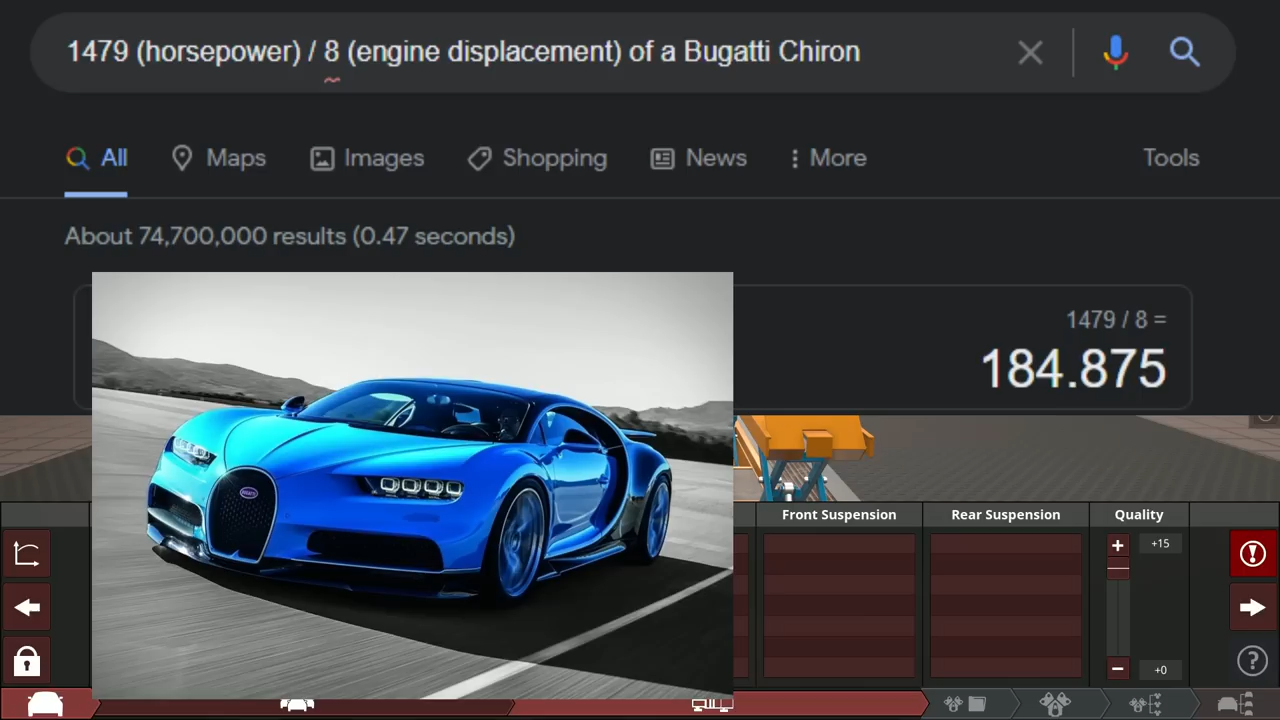 1479 (horsepower) / 8 (engine displacement) of a Bugatti Chiron
All
Maps
Images
Shopping
News
More
Tools
About 74,700,000 results (0.47 seconds)
1479 / 8 =
184.875
Front Suspension
Rear Suspension
Quality
+15
+0